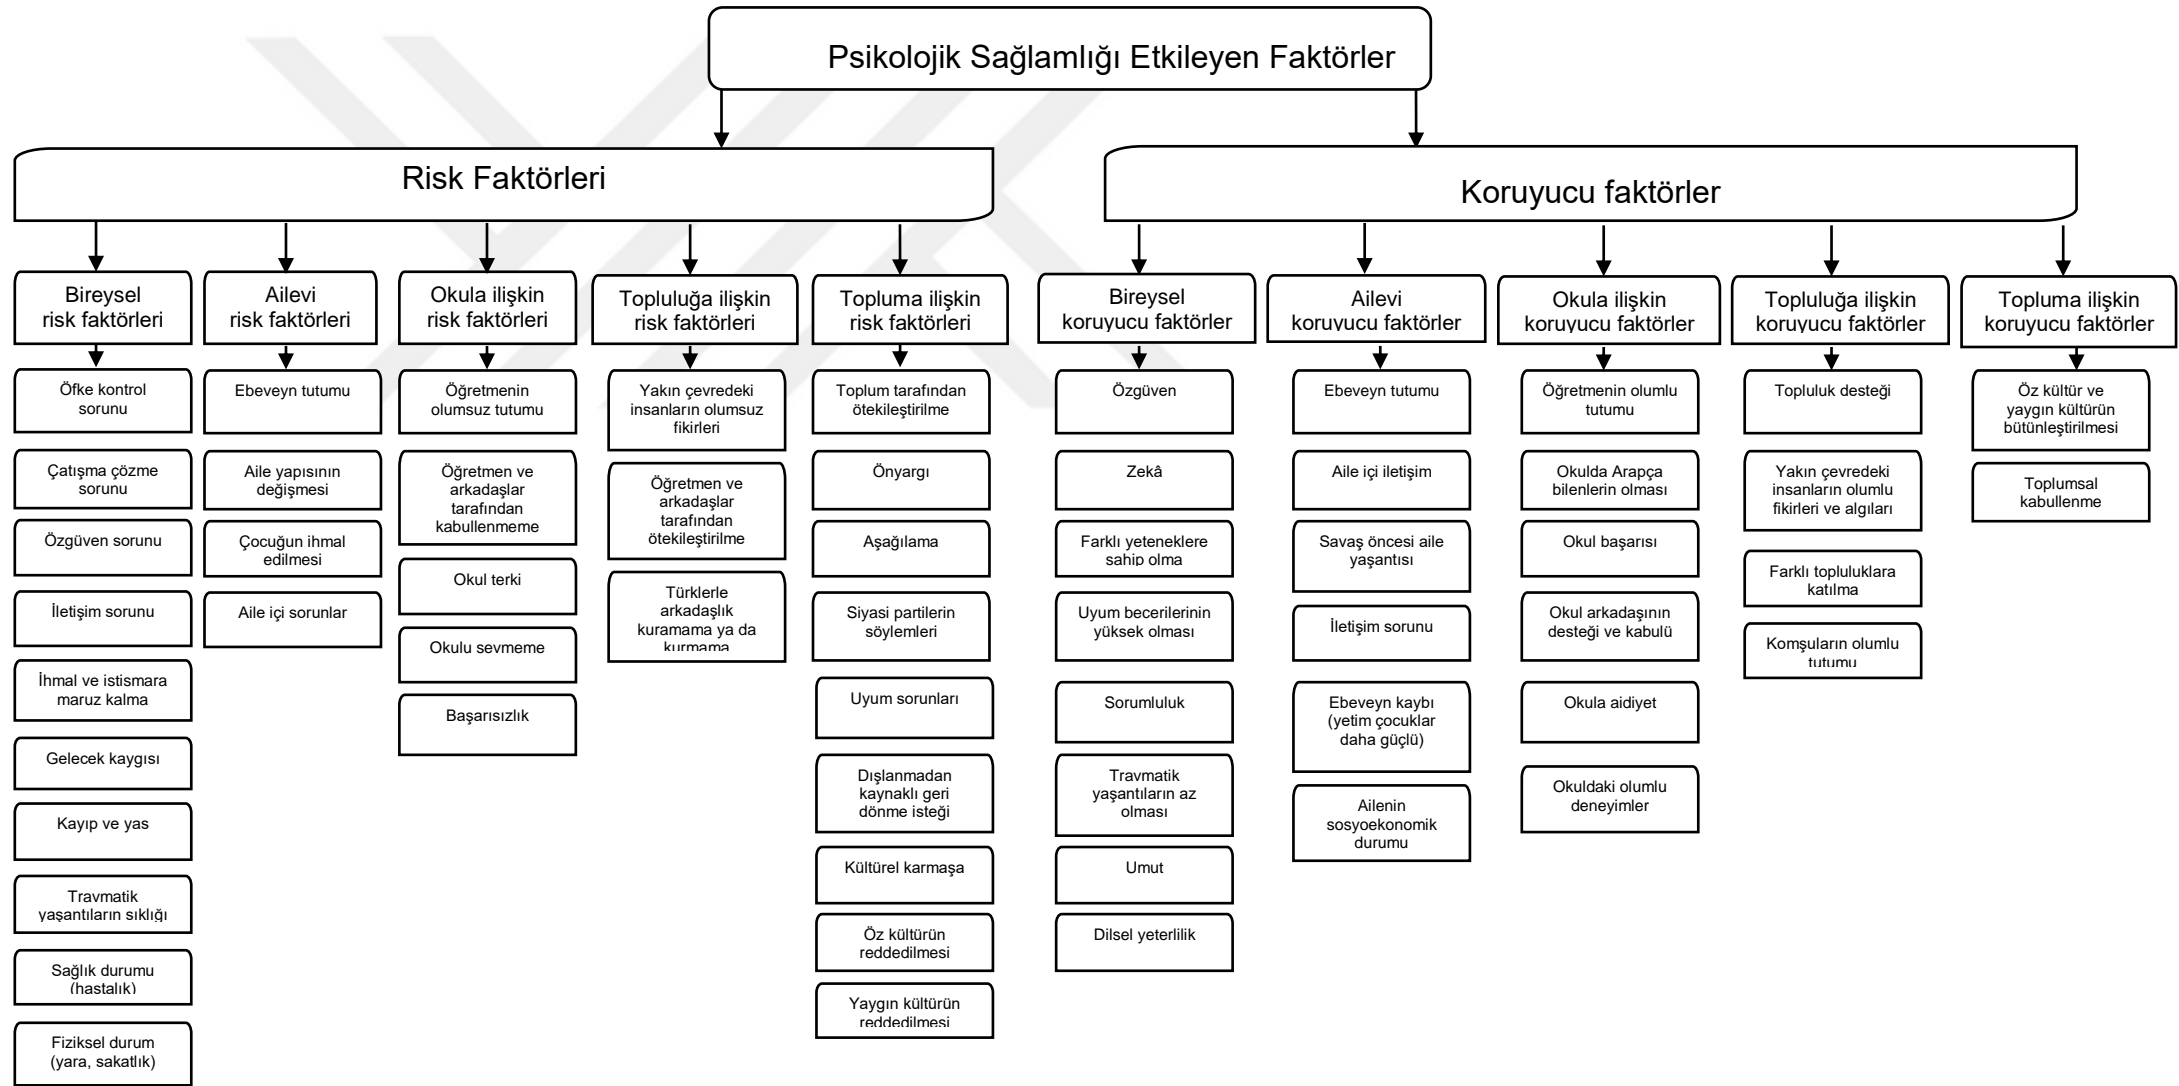 Psikolojik Sağlamlığı Etkileyen Faktörler
Risk Faktörleri
Koruyucu faktörler
Bireysel
risk faktörleri
Öfke kontrol
sorunu
Çatışma çözme
sorunu
Özgüven sorunu
İletişim sorunu
İhmal ve istismara
maruz kalma
Gelecek kaygısı
Kayıp ve yas
Travmatik
yaşantıların sıklığı
Sağlık durumu
(hastalık)
Fiziksel durum
(yara, sakatlık)
Ailevi
risk faktörleri
Ebeveyn tutumu
Aile yapısının
değişmesi
Çocuğun ihmal
edilmesi
Aile içi sorunlar
Okula ilişkin
risk faktörleri
Öğretmenin
olumsuz tutumu
Öğretmen ve
arkadaşlar
tarafından
kabullenmeme
Okul terki
Okulu sevmeme
Başarısızlık
Topluluğa ilişkin
risk faktörleri
Yakın çevredeki
insanların olumsuz
fikirleri
Öğretmen ve
arkadaşlar
tarafından
ötekileştirilme
Türklerle
arkadaşlık
kuramama ya da
kurmama
Topluma ilişkin
risk faktörleri
Toplum tarafından
ötekileştirilme
Önyargı
Aşağılama
Siyasi partilerin
söylemleri
Uyum sorunları
Dışlanmadan
kaynaklı geri
dönme isteği
Kültürel karmaşa
Öz kültürün
reddedilmesi
Yaygın kültürün
reddedilmesi
Bireysel
koruyucu faktörler
Özgüven
Zekâ
Farklı yeteneklere
sahip olma
Uyum becerilerinin
yüksek olması
Sorumluluk
Travmatik
yaşantıların az
olması
Umut
Dilsel yeterlilik
Ailevi
koruyucu faktörler
Ebeveyn tutumu
Aile içi iletişim
Savaş öncesi aile
yaşantısı
İletişim sorunu
Ebeveyn kaybı
(yetim çocuklar
daha güçlü)
Ailenin
sosyoekonomik
durumu
Okula ilişkin
koruyucu faktörler
Öğretmenin olumlu
tutumu
Okulda Arapça
bilenlerin olması
Okul başarısı
Okul arkadaşının
desteği ve kabulü
Okula aidiyet
Okuldaki olumlu
deneyimler
Topluluğa ilişkin
koruyucu faktörler
Topluluk desteği
Yakın çevredeki
insanların olumlu
fikirleri ve algıları
Farklı topluluklara
katılma
Komşuların olumlu
tutumu
Topluma ilişkin
koruyucu faktörler
Öz kültür ve
yaygın kültürün
bütünleştirilmesi
Toplumsal
kabullenme